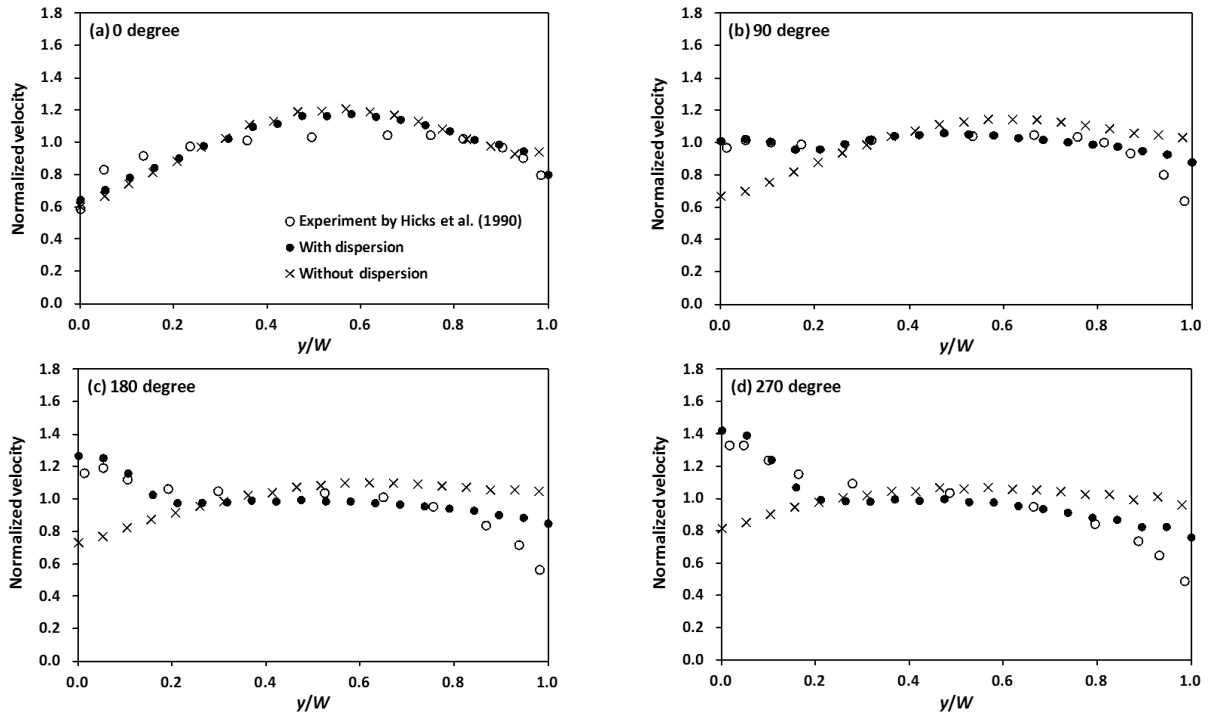 (a) 0 degree
Normalized velocity
1.8
1.6
1.4
1.2
1.0
0.8
0.6
0.4
0.2
0.0
Experiment by Hicks et al. (1990)
With dispersion
Without dispersion
0.0 0.2 0.4 0.6 0.8 1.0
y/W
(b) 90 degree
Normalized velocity
1.8
1.6
1.4
1.2
1.0
0.8
0.6
0.4
0.2
0.0
0.0 0.2 0.4 0.6 0.8 1.0
y/W
(c) 180 degree
Normalized velocity
1.8
1.6
1.4
1.2
1.0
0.8
0.6
0.4
0.2
0.0
0.0 0.2 0.4 0.6 0.8 1.0
y/W
(d) 270 degree
Normalized velocity
1.8
1.6
1.4
1.2
1.0
0.8
0.6
0.4
0.2
0.0
0.0 0.2 0.4 0.6 0.8 1.0
y/W